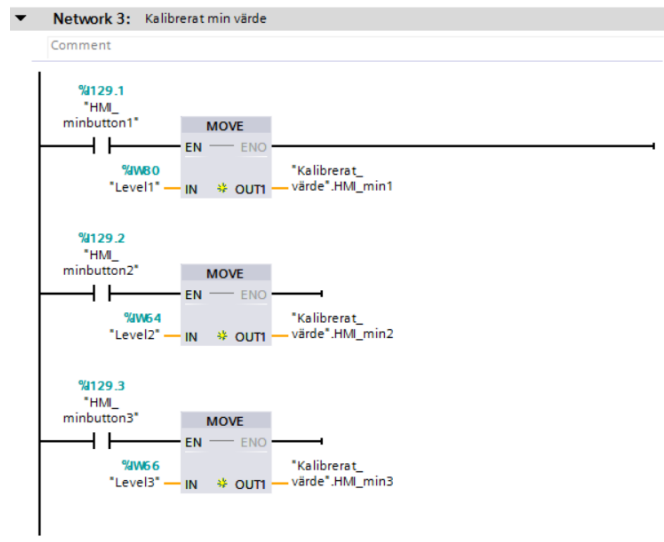 Network 3: Kalibrerat min värde
Comment
%I129.1
"HMI_
minbutton1"
MOVE
EN ENO
%IW80
"Level1" IN OUT1 "Kalibrerat_
värde".HMI_min1
%I129.2
"HMI_
minbutton2"
MOVE
EN ENO
%IW64
"Level2" IN OUT1 "Kalibrerat_
värde".HMI_min2
%I129.3
"HMI_
minbutton3"
MOVE
EN ENO
%IW66
"Level3" IN OUT1 "Kalibrerat_
värde".HMI_min3